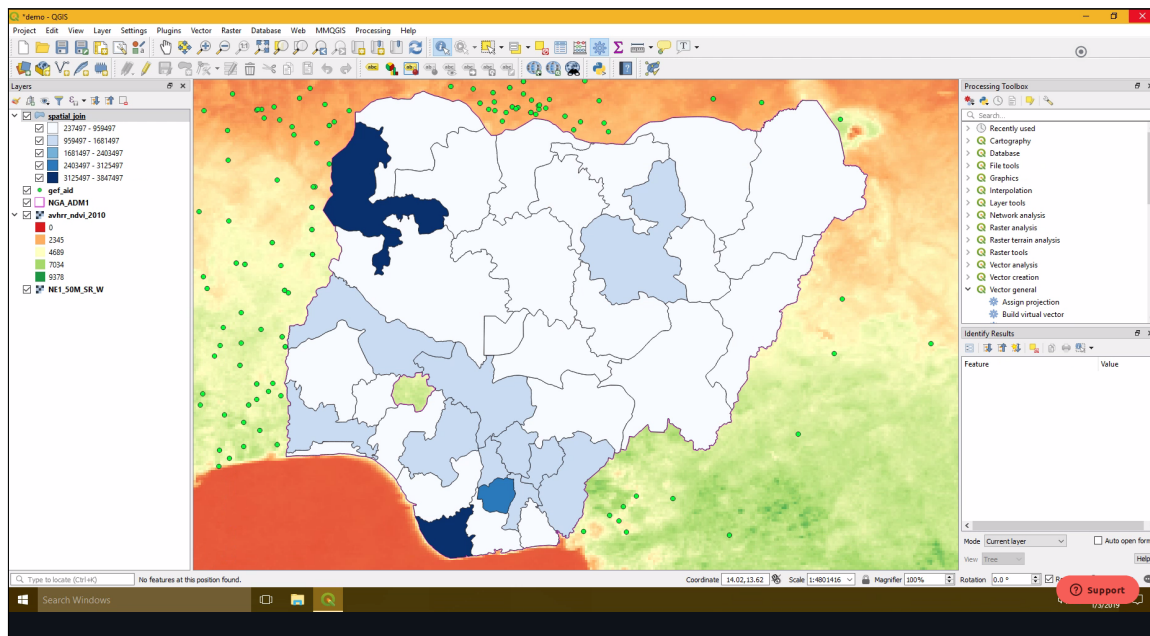 *demo - QGIS
Project Edit View Layer Settings Plugins Vector Raster Database Web MMQGIS Processing Help
Layers
spatial_join
237497 - 959497
959497 - 1681497
1681497 - 2403497
2403497 - 3125497
3125497 - 3847497
gef_aid
NGA_ADM1
avhrr_ndvi_2010
0
2345
4689
7034
9378
NE1_50M_SR_W
Processing Toolbox
Search...
Recently used
Cartography
Database
File tools
Graphics
Interpolation
Layer tools
Network analysis
Raster analysis
Raster terrain analysis
Raster tools
Vector analysis
Vector creation
Vector general
Assign projection
Build virtual vector
Identify Results
Feature Value
Mode Current layer Auto open form
View Tree Help
Type to locate (Ctrl+K) No features at this position found. Coordinate 14.02,13.62 Scale 1:4801416 Magnifier 100% Rotation 0.0 °
Support
Search Windows
1/3/2019